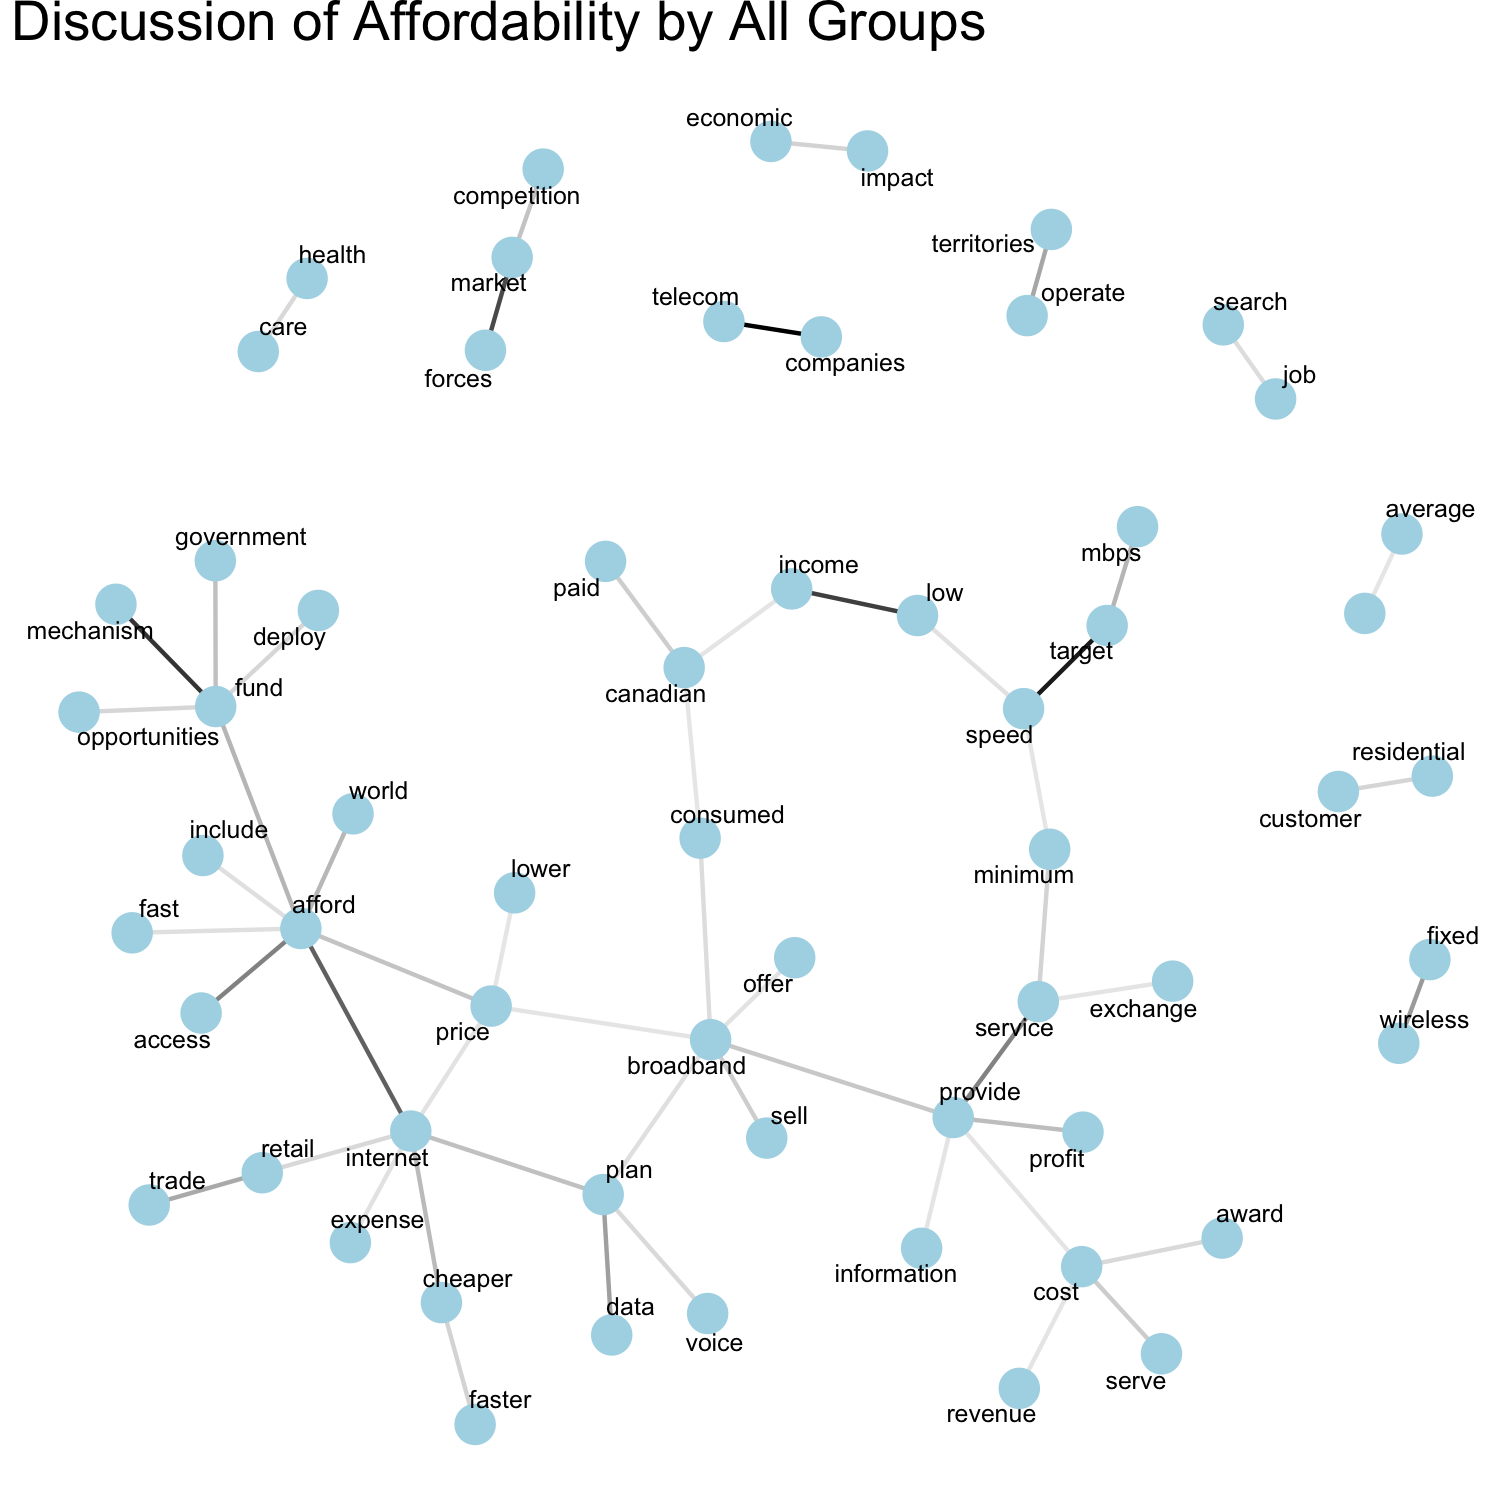 Discussion of Affordability by All Groups
economic
impact
competition
territories
health
market
operate
telecom
search
care
companies
forces
job
average
government
mbps
income
paid
low
mechanism
deploy
target
fund
canadian
opportunities
speed
residential
world
consumed
customer
include
lower
minimum
afford
fast
fixed
offer
exchange
wireless
service
price
access
broadband
provide
sell
retail
internet
profit
plan
trade
award
expense
information
cheaper
cost
data
voice
serve
faster
revenue